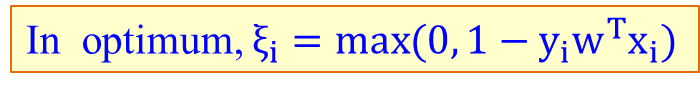 In optimum, ξᵢ = max(0, 1 − yᵢwᵀxᵢ)